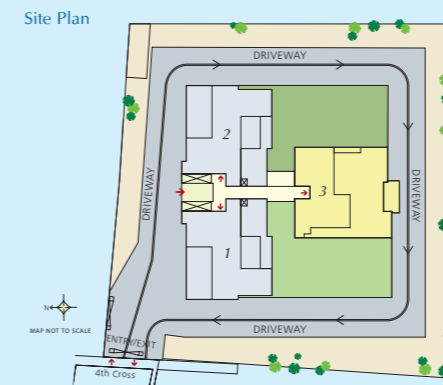 Site Plan
DRIVEWAY
2
3
DRIVEWAY
DRIVEWAY
1
N
MAP NOT TO SCALE
ENTRY/EXIT
DRIVEWAY
4th Cross